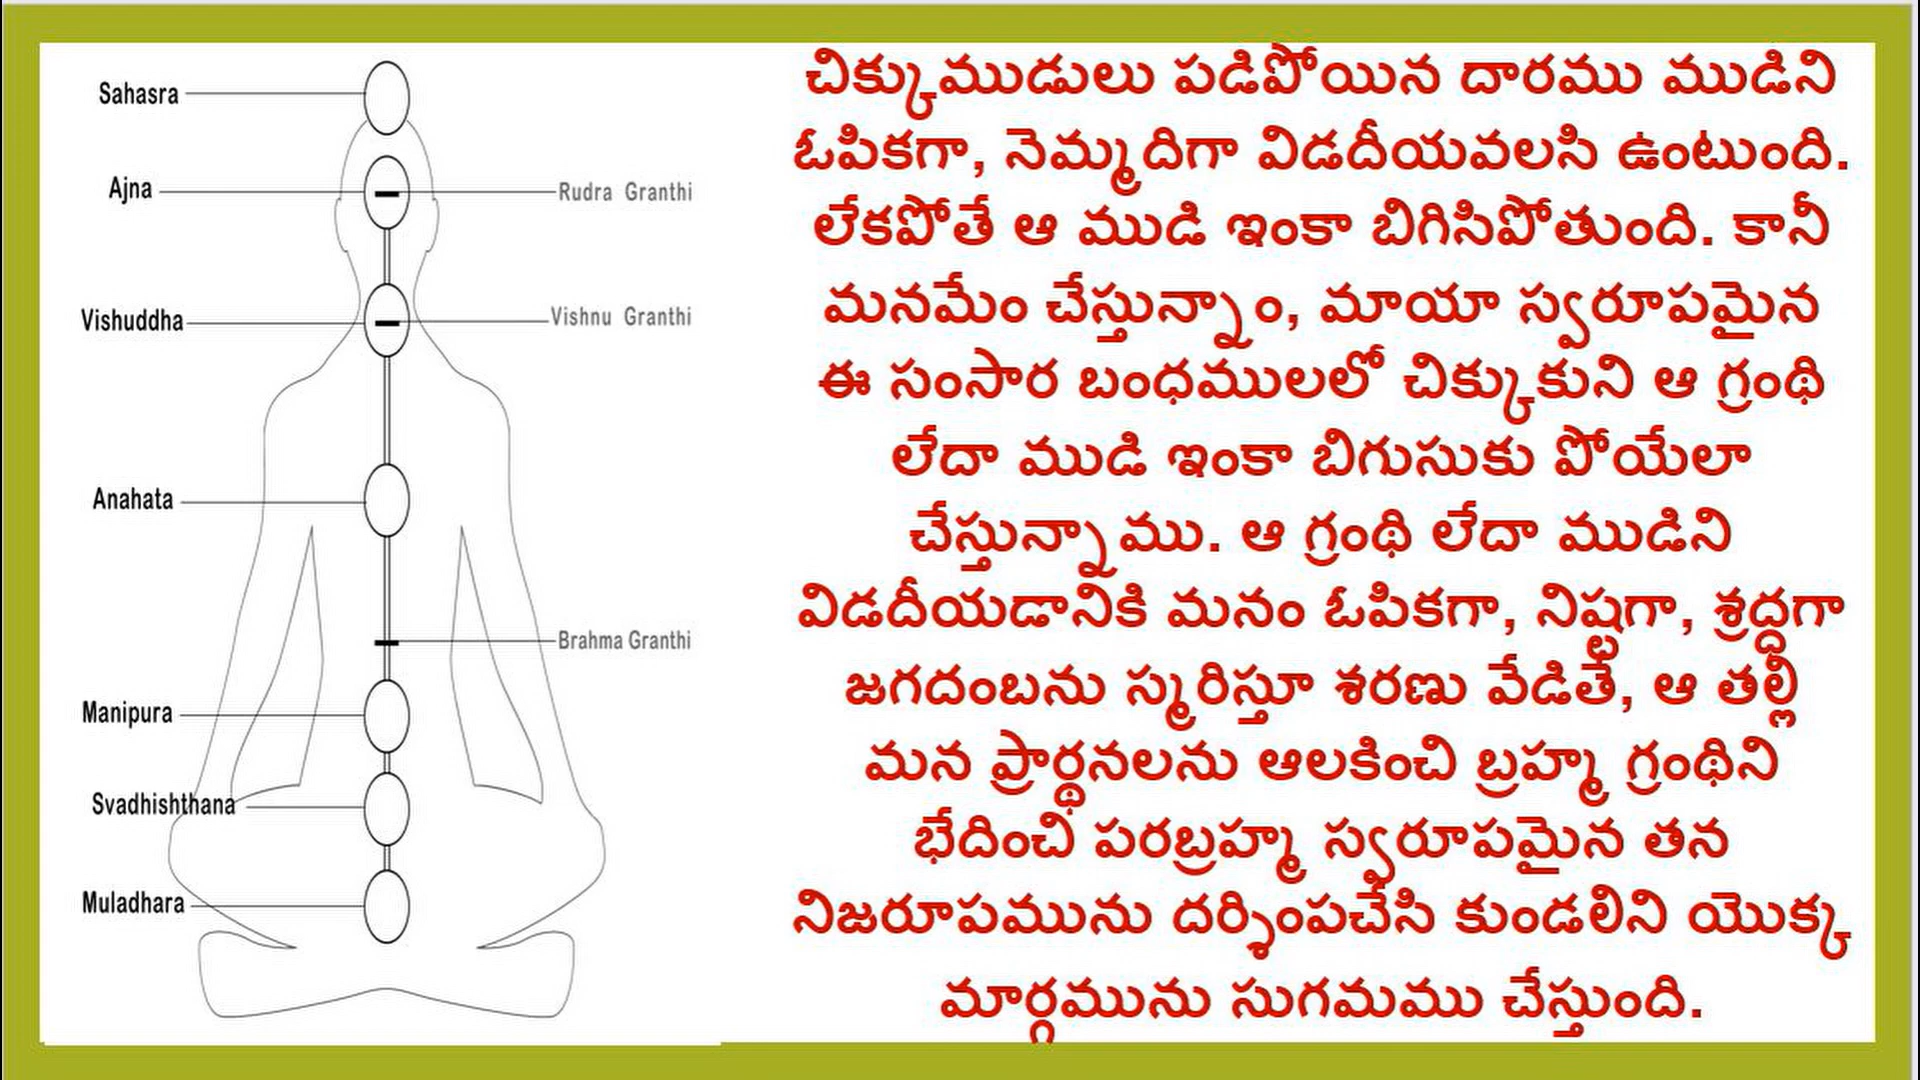 Sahasra
Ajna
Rudra Granthi
Vishuddha
Vishnu Granthi
Anahata
Brahma Granthi
Manipura
Svadhishthana
Muladhara
చిక్కుముడులు పడిపోయిన దారము ముడిని
ఓపికగా, నెమ్మదిగా విడదీయవలసి ఉంటుంది.
లేకపోతే ఆ ముడి ఇంకా బిగిసిపోతుంది. కానీ
మనమేం చేస్తున్నాం, మాయా స్వరూపమైన
ఈ సంసార బంధములలో చిక్కుకుని ఆ గ్రంథి
లేదా ముడి ఇంకా బిగుసుకు పోయేలా
చేస్తున్నాము. ఆ గ్రంథి లేదా ముడిని
విడదీయడానికి మనం ఓపికగా, నిష్టగా, శ్రద్ధగా
జగదంబను స్మరిస్తూ శరణు వేడితే, ఆ తల్లి
మన ప్రార్థనలను ఆలకించి బ్రహ్మ గ్రంథిని
భేదించి పరబ్రహ్మ స్వరూపమైన తన
నిజరూపమును దర్శింపచేసి కుండలిని యొక్క
మార్గమును సుగమము చేస్తుంది.